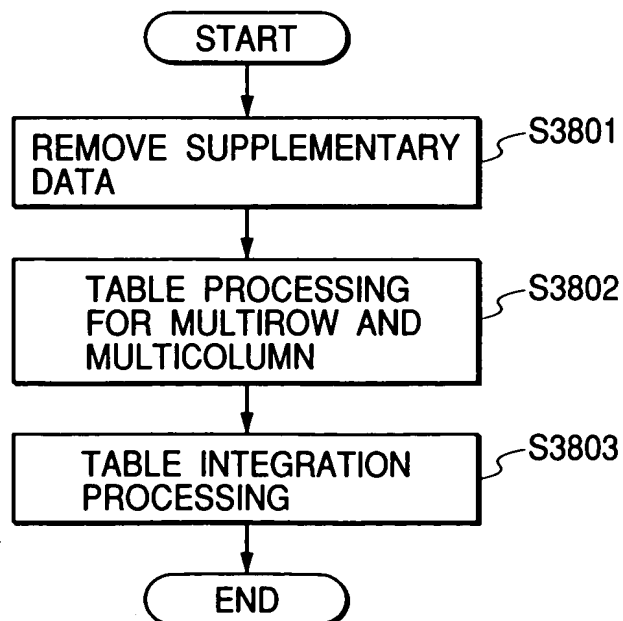 START
REMOVE SUPPLEMENTARY
DATA
S3801
TABLE PROCESSING
FOR MULTIROW AND
MULTICOLUMN
S3802
TABLE INTEGRATION
PROCESSING
S3803
END